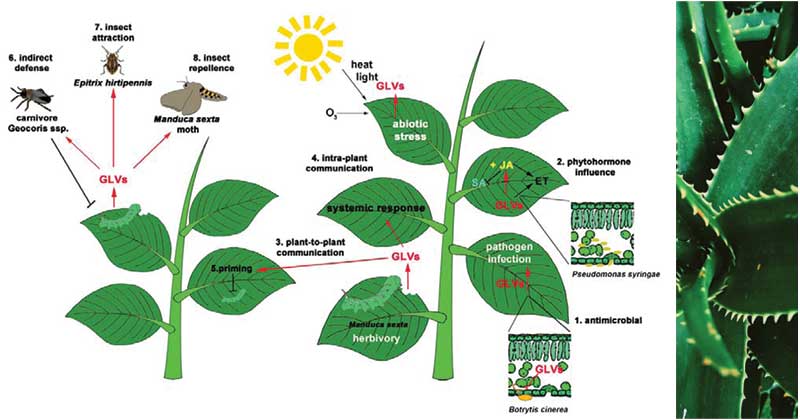 7. insect
attraction
6. indirect
defense
8. insect
repellence
Epitrix hirtipennis
carnivore
Geocoris ssp.
Manduca sexta
moth
GLVs
5.priming
3. plant-to-plant
communication
heat
light
O3
GLVs
abiotic
stress
4. intra-plant
communication
systemic response
GLVs
Manduca sexta
herbivory
2. phytohormone
influence
+ JA
SA
ET
GLVs
Pseudomonas syringae
pathogen
infection
GLVs
1. antimicrobial
GLVs
Botrytis cinerea